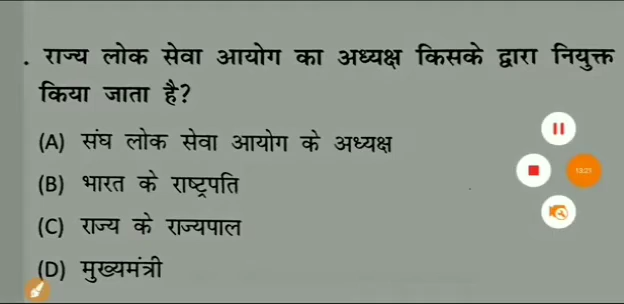 . राज्य लोक सेवा आयोग का अध्यक्ष किसके द्वारा नियुक्त
किया जाता है?
(A) संघ लोक सेवा आयोग के अध्यक्ष
(B) भारत के राष्ट्रपति
(C) राज्य के राज्यपाल
(D) मुख्यमंत्री